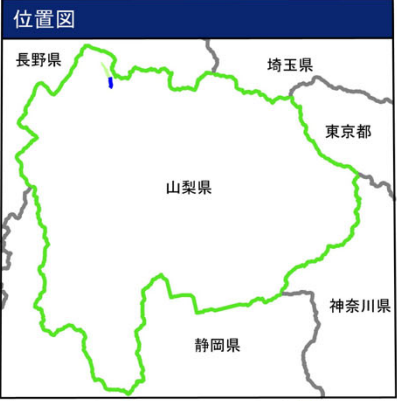 位置図
長野県
埼玉県
東京都
山梨県
神奈川県
静岡県